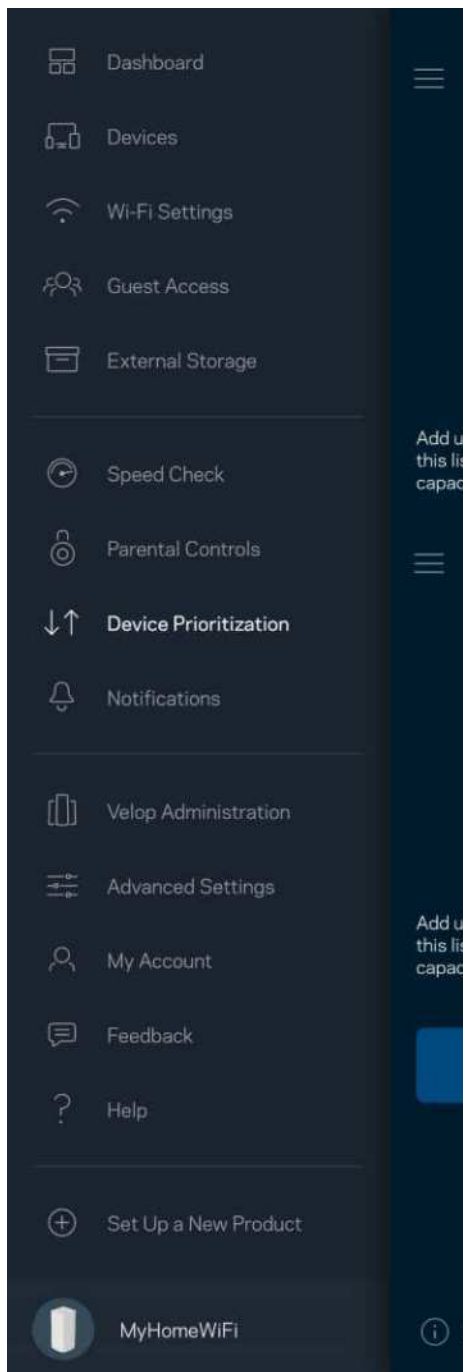 Dashboard
Devices
Wi-Fi Settings
Guest Access
External Storage
Add u
this lis
capac
Speed Check
Parental Controls
Device Prioritization
Notifications
Velop Administration
Advanced Settings
Add u
this lis
capac
My Account
Feedback
Help
Set Up a New Product
MyHomeWiFi